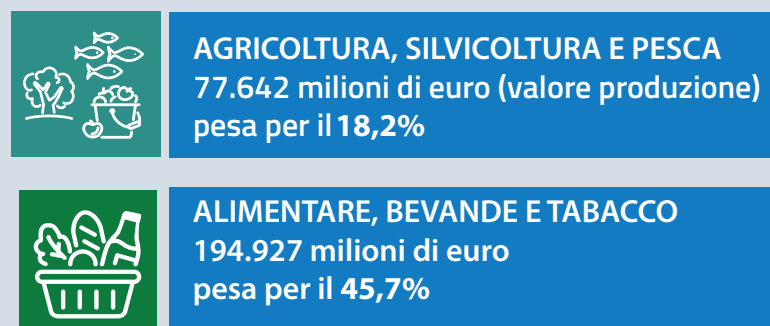 AGRICOLTURA, SILVICOLTURA E PESCA
77.642 milioni di euro (valore produzione)
pesa per il 18,2%
ALIMENTARE, BEVANDE E TABACCO
194.927 milioni di euro
pesa per il 45,7%